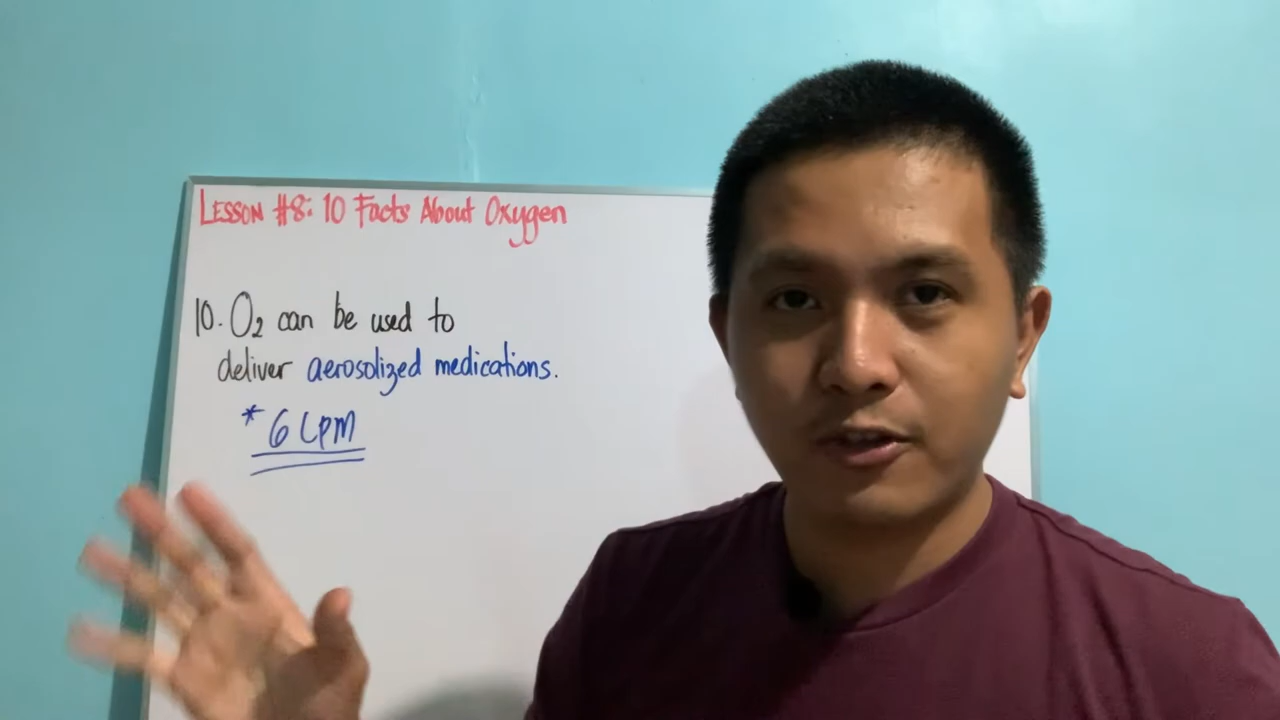 LESSON #8: 10 Facts About Oxygen
10. O₂ can be used to
deliver aerosolized medications.
* 6 LPM